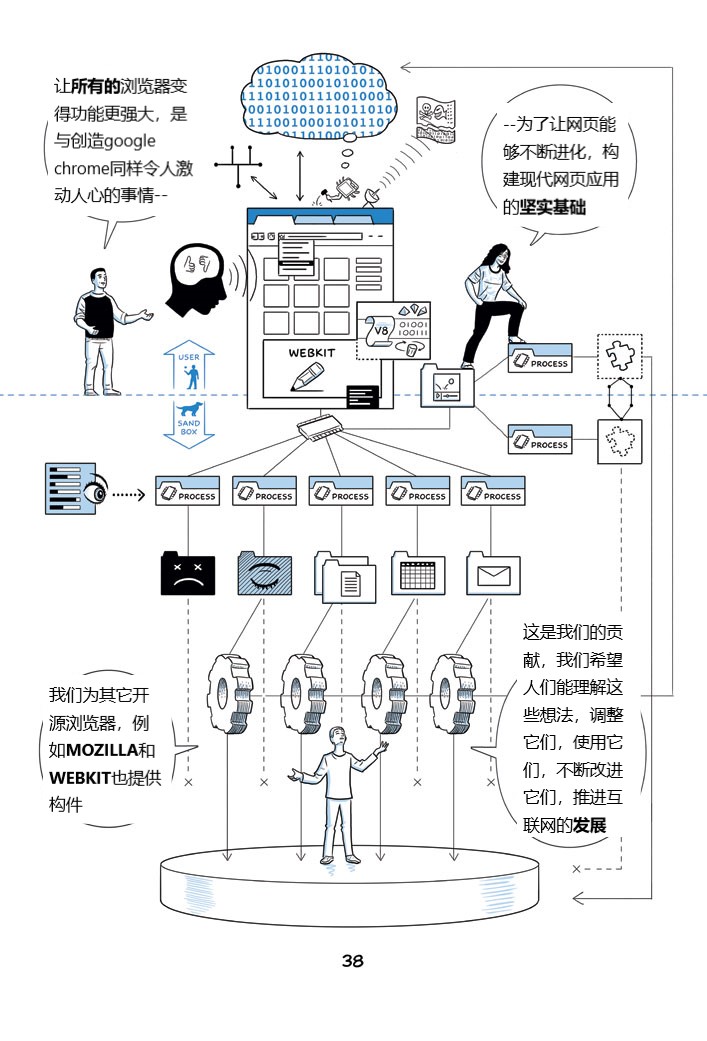 让所有的浏览器变
得功能更强大，是
与创造google
chrome同样令人激
动人心的事情--
--为了让网页能
够不断进化，构
建现代网页应用
的坚实基础
V8
01001
100111
WEBKIT
USER
SAND
BOX
PROCESS
PROCESS
PROCESS
PROCESS
PROCESS
PROCESS
PROCESS
这是我们的贡
献，我们希望
人们能理解这
些想法，调整
它们，使用它
们，不断改进
它们，推进互
联网的发展
我们为其它开
源浏览器，例
如MOZILLA和
WEBKIT也提供
构件
38